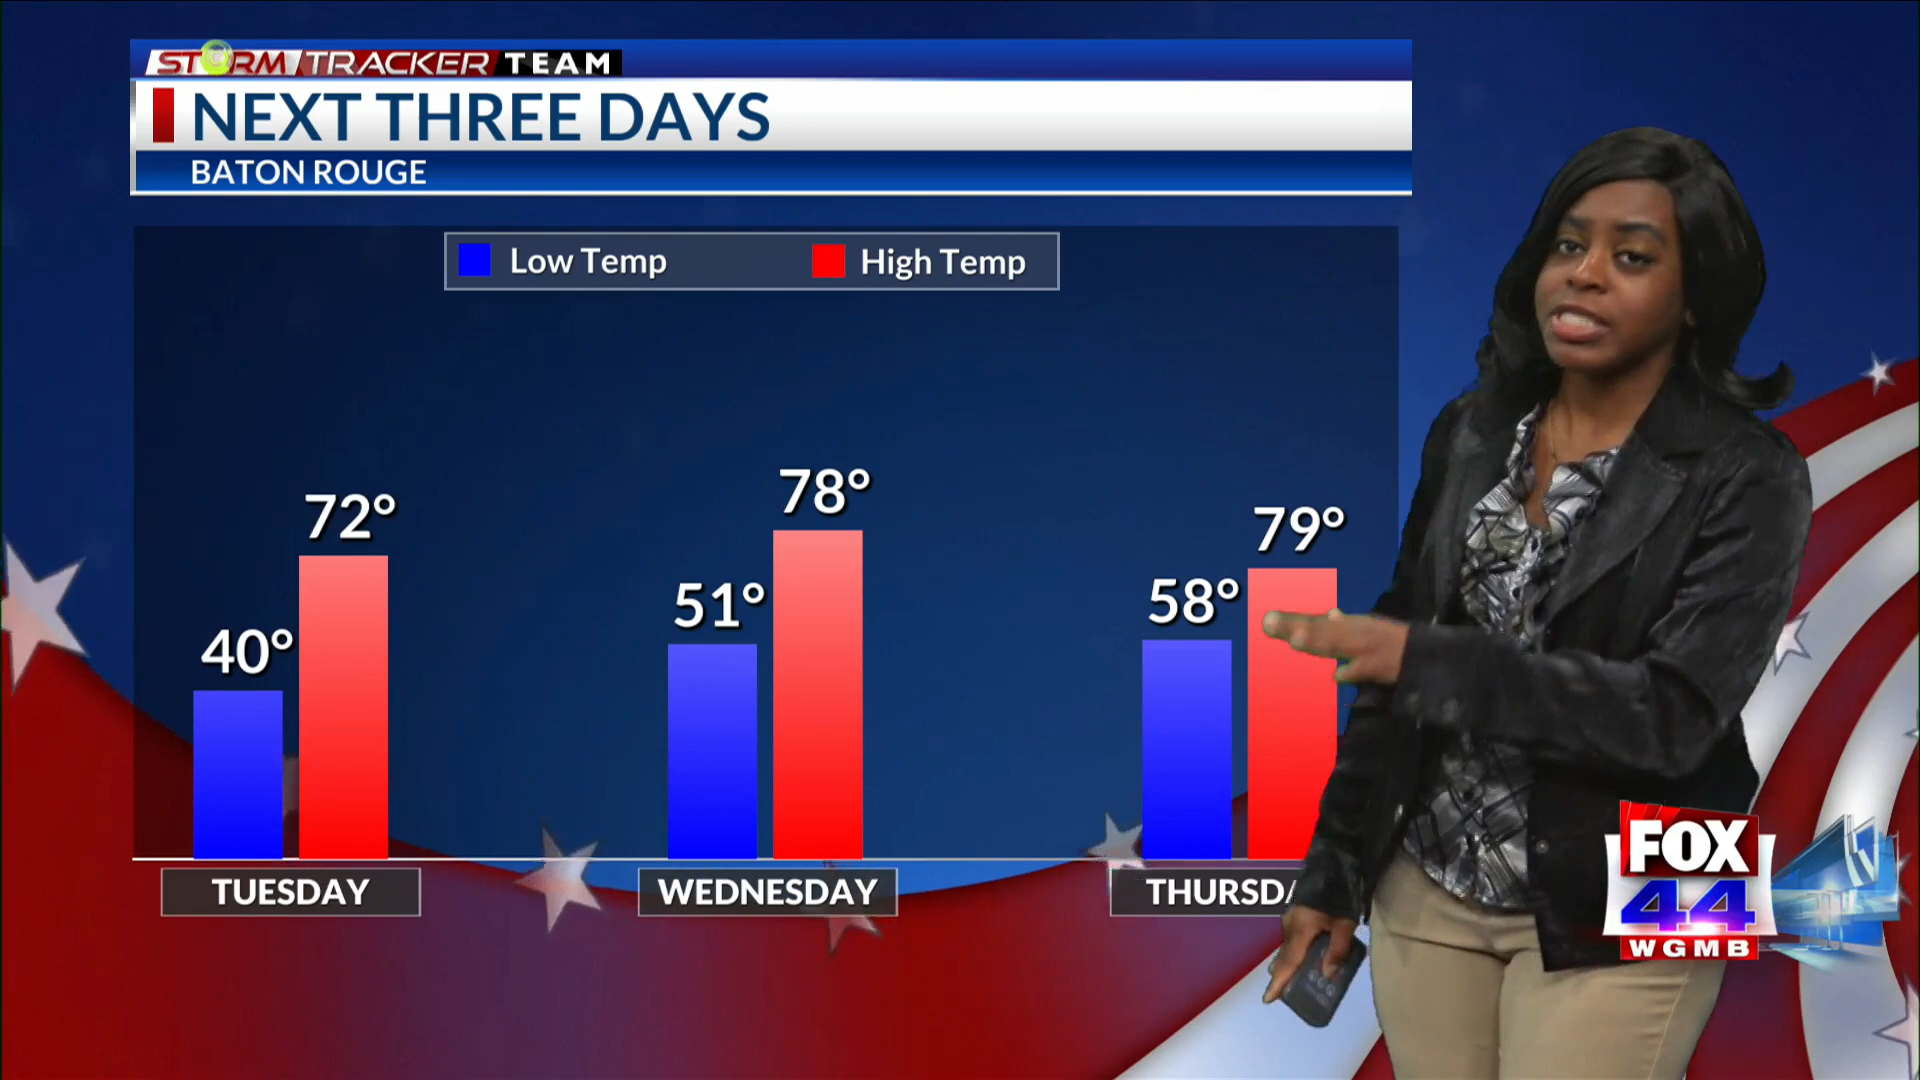 STORM TRACKER TEAM
NEXT THREE DAYS
BATON ROUGE
Low Temp High Temp
72° 78° 79°
40° 51° 58°
TUESDAY WEDNESDAY THURSDA
FOX
44
WGMB